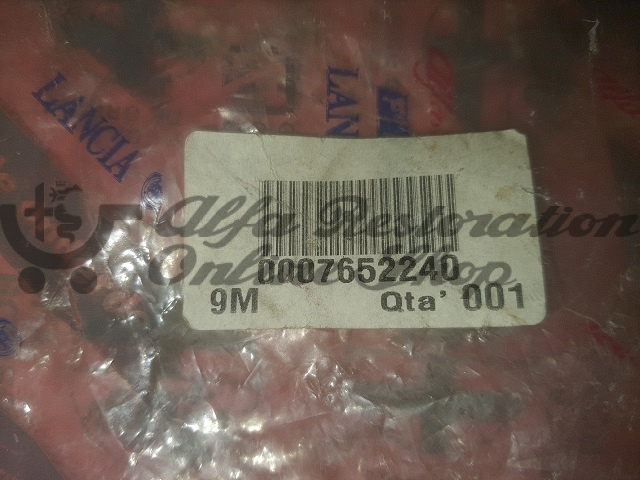 LANCIA
LAN
Alfa Restoration
Online Shop
0007652240
9M Qta' 001